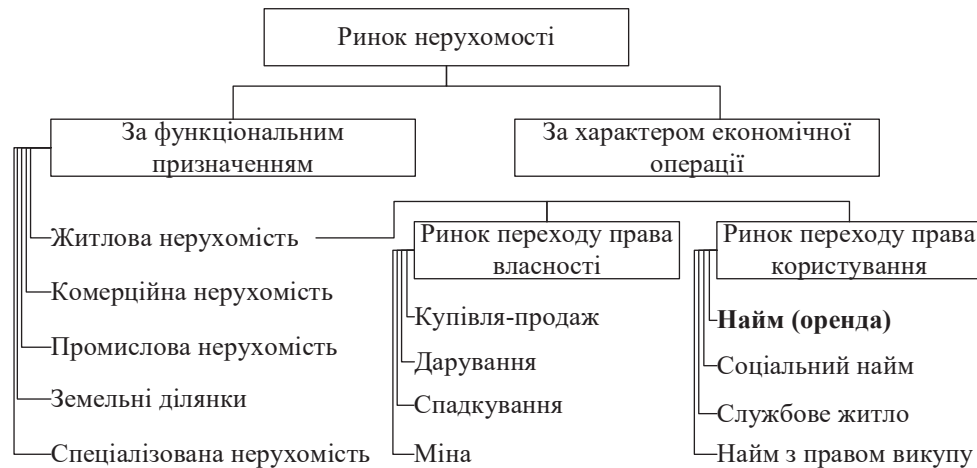 Ринок нерухомості
За функціональним
призначенням
За характером економічної
операції
Житлова нерухомість
Комерційна нерухомість
Промислова нерухомість
Земельні ділянки
Спеціалізована нерухомість
Ринок переходу права
власності
Купівля-продаж
Дарування
Спадкування
Міна
Ринок переходу права
користування
Найм (оренда)
Соціальний найм
Службове житло
Найм з правом викупу